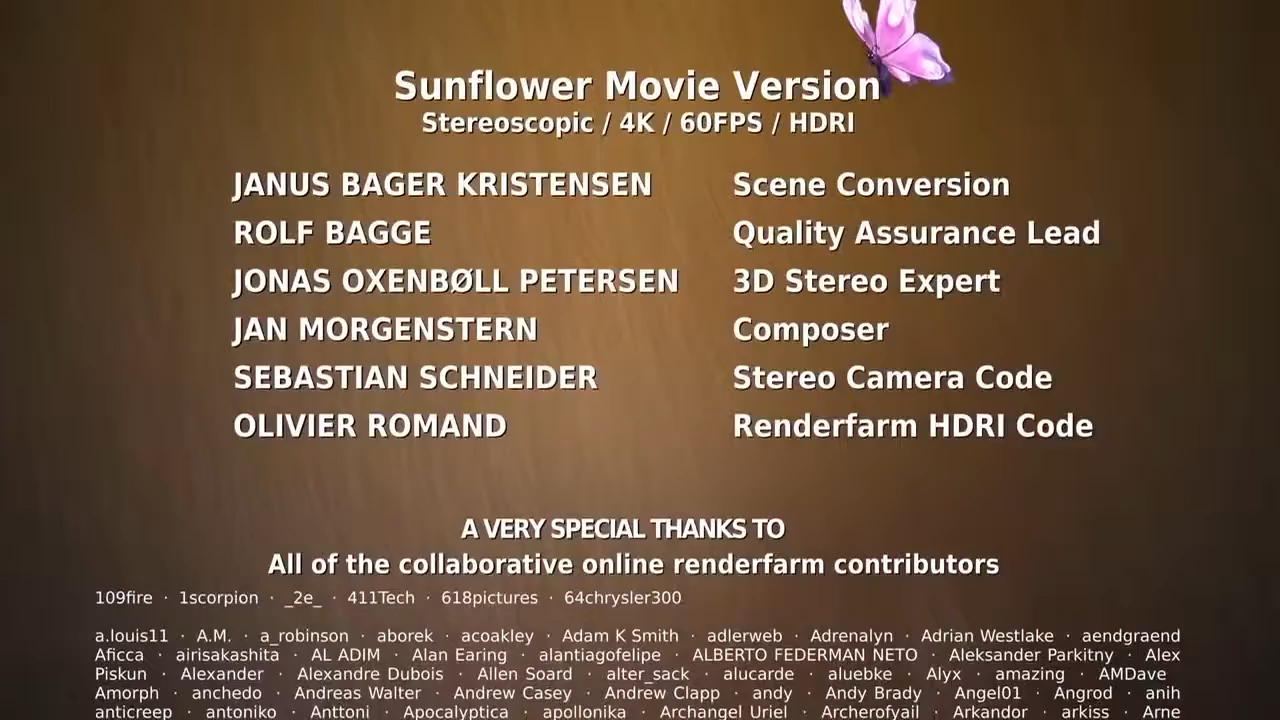 Sunflower Movie Version
Stereoscopic / 4K / 60FPS / HDRI
JANUS BAGER KRISTENSEN Scene Conversion
ROLF BAGGE Quality Assurance Lead
JONAS OXENBØLL PETERSEN 3D Stereo Expert
JAN MORGENSTERN Composer
SEBASTIAN SCHNEIDER Stereo Camera Code
OLIVIER ROMAND Renderfarm HDRI Code
A VERY SPECIAL THANKS TO
All of the collaborative online renderfarm contributors
109fire · 1scorpion · _2e_ · 411Tech · 618pictures · 64chrysler300
a.louis11 · A.M. · a_robinson · aborek · acoakley · Adam K Smith · adlerweb · Adrenalyn · Adrian Westlake · aendgraend
Aficca · airisakashita · AL ADIM · Alan Earing · alantiagofelipe · ALBERTO FEDERMAN NETO · Aleksander Parkitny · Alex
Piskun · Alexander · Alexandre Dubois · Allen Soard · alter_sack · alucarde · aluebke · Alyx · amazing · AMDave
Amorph · anchedo · Andreas Walter · Andrew Casey · Andrew Clapp · andy · Andy Brady · Angel01 · Angrod · anih
anticreep · antoniko · Anttoni · Apocalyptica · apollonika · Archangel Uriel · Archerofyail · Arkandor · arkiss · Arne